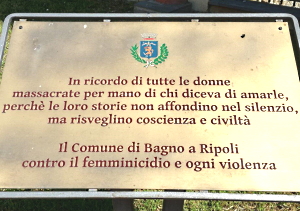 In ricordo di tutte le donne
massacrate per mano di chi diceva di amarle,
perchè le loro storie non affondino nel silenzio,
ma risveglino coscienza e civiltà
Il Comune di Bagno a Ripoli
contro il femminicidio e ogni violenza